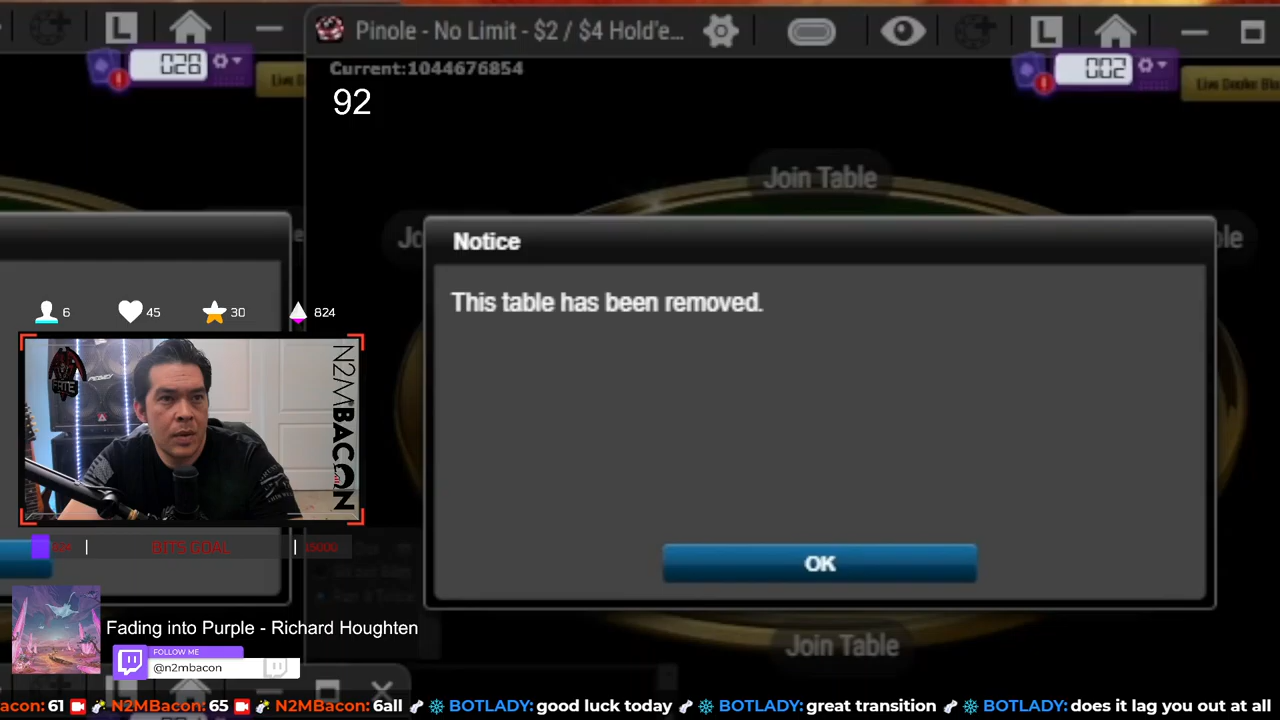 Pinole - No Limit - $2 / $4 Hold'e...
L
L
028
002
Current:1044676854
Live Dealer Bla
92
Join Table
Notice
This table has been removed.
6
45
30
824
N2MBACON
BITS GOAL
OK
Fading into Purple - Richard Houghten
FOLLOW ME
@n2mbacon
Join Table
acon: 61 N2MBacon: 65 N2MBacon: 6all BOTLADY: good luck today BOTLADY: great transition BOTLADY: does it lag you out at all